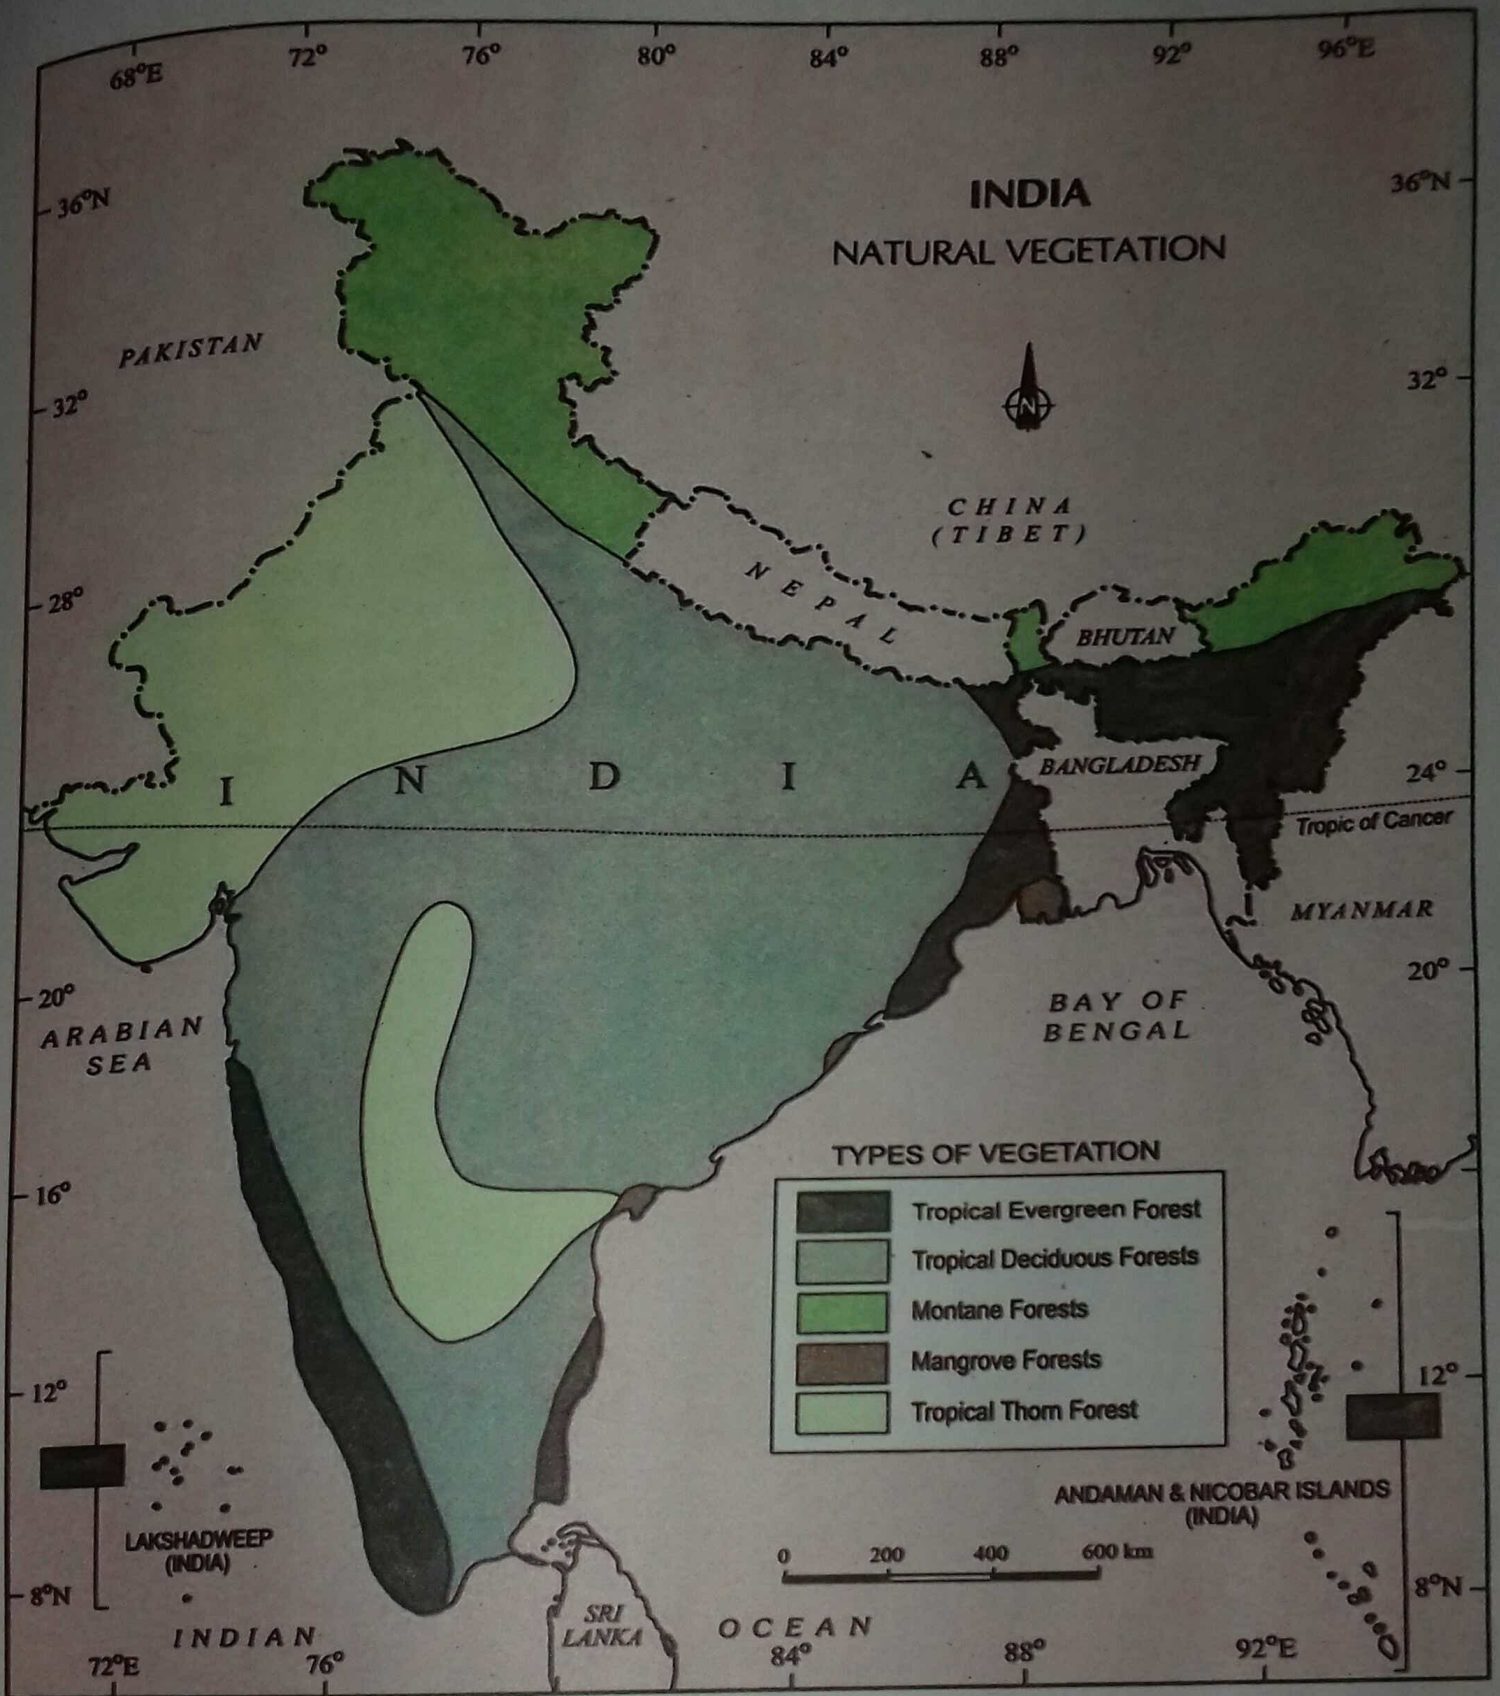 68°E 72° 76° 80° 84° 88° 92° 96°E
36°N
36°N
INDIA
NATURAL VEGETATION
PAKISTAN
32°
32°
N
CHINA
(TIBET)
NEPAL
28°
BHUTAN
BANGLADESH
24°
INDIA
Tropic of Cancer
MYANMAR
20°
20°
ARABIAN
SEA
BAY OF
BENGAL
16°
TYPES OF VEGETATION
Tropical Evergreen Forest
Tropical Deciduous Forests
Montane Forests
Mangrove Forests
Tropical Thorn Forest
12°
12°
LAKSHADWEEP
(INDIA)
ANDAMAN & NICOBAR ISLANDS
(INDIA)
0 200 400 600 km
8°N
8°N
SRI
LANKA
INDIAN OCEAN
72°E 76° 84° 88° 92°E